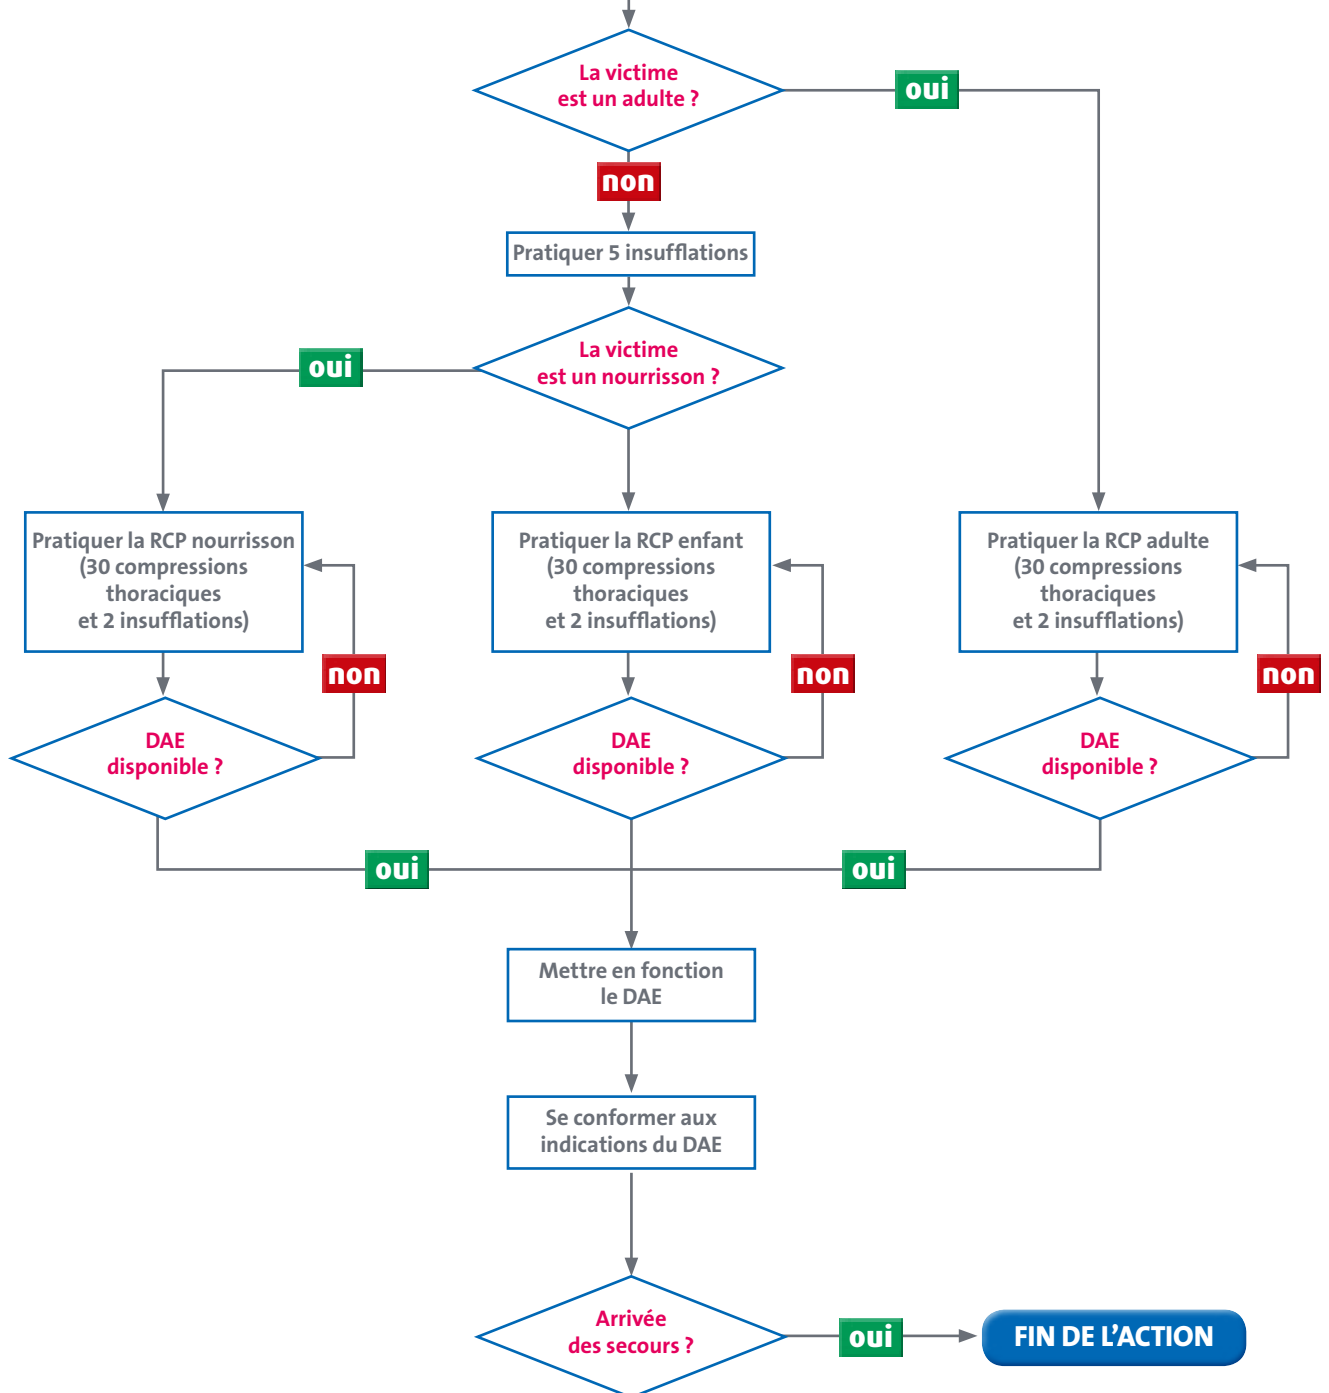 La victime
est un adulte ?
oui
non
Pratiquer 5 insufflations
La victime
est un nourrisson ?
oui
Pratiquer la RCP nourrisson
(30 compressions
thoraciques
et 2 insufflations)
Pratiquer la RCP enfant
(30 compressions
thoraciques
et 2 insufflations)
Pratiquer la RCP adulte
(30 compressions
thoraciques
et 2 insufflations)
non
non
non
DAE
disponible ?
DAE
disponible ?
DAE
disponible ?
oui
oui
Mettre en fonction
le DAE
Se conformer aux
indications du DAE
Arrivée
des secours ?
oui
FIN DE L'ACTION